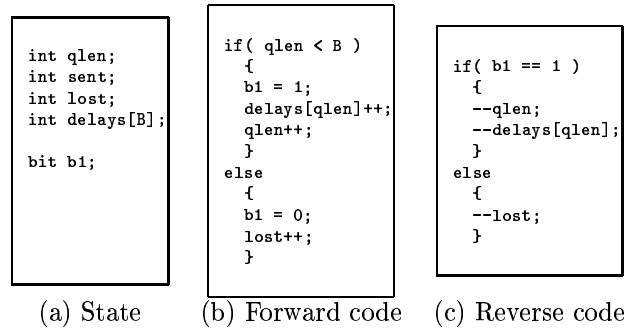 int qlen;
int sent;
int lost;
int delays[B];
bit b1;
(a) State
if( qlen < B )
{
b1 = 1;
delays[qlen]++;
qlen++;
}
else
{
b1 = 0;
lost++;
}
(b) Forward code
if( b1 == 1 )
{
--qlen;
--delays[qlen];
}
else
{
--lost;
}
(c) Reverse code